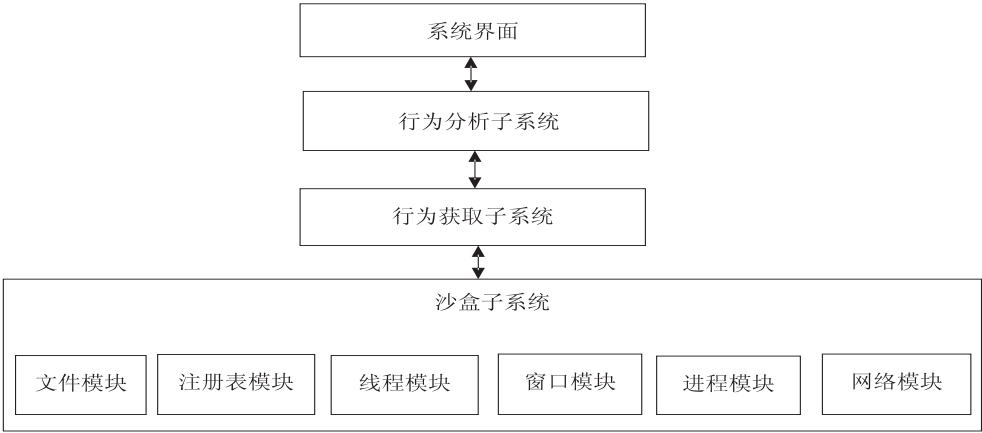 系统界面
行为分析子系统
行为获取子系统
沙盒子系统
文件模块
注册表模块
线程模块
窗口模块
进程模块
网络模块